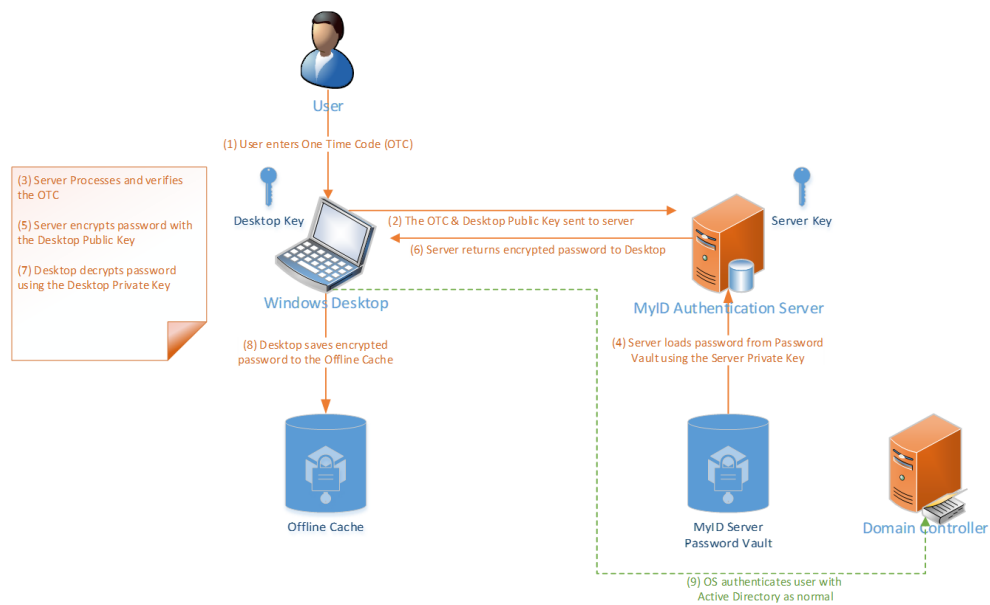 User
(1) User enters One Time Code (OTC)
(3) Server Processes and verifies
the OTC
(5) Server encrypts password with
the Desktop Public Key
(7) Desktop decrypts password
using the Desktop Private Key
Desktop Key
(2) The OTC & Desktop Public Key sent to server
Server Key
(6) Server returns encrypted password to Desktop
Windows Desktop
MyID Authentication Server
(8) Desktop saves encrypted
password to the Offline Cache
(4) Server loads password from Password
Vault using the Server Private Key
Offline Cache
MyID Server
Password Vault
Domain Controller
(9) OS authenticates user with
Active Directory as normal